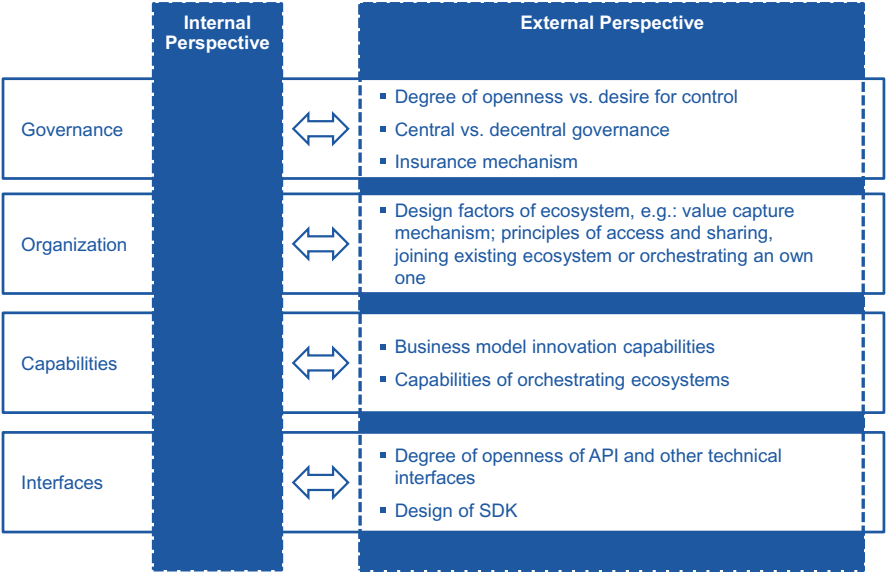 Internal
Perspective
External Perspective
Governance
▪ Degree of openness vs. desire for control
▪ Central vs. decentral governance
▪ Insurance mechanism
Organization
▪ Design factors of ecosystem, e.g.: value capture
mechanism; principles of access and sharing,
joining existing ecosystem or orchestrating an own
one
Capabilities
▪ Business model innovation capabilities
▪ Capabilities of orchestrating ecosystems
Interfaces
▪ Degree of openness of API and other technical
interfaces
▪ Design of SDK